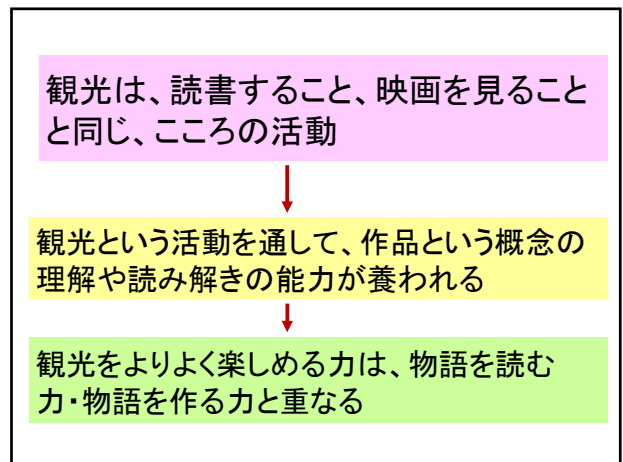 観光は、読書すること、映画を見ること
と同じ、こころの活動
観光という活動を通して、作品という概念の
理解や読み解きの能力が養われる
観光をよりよく楽しめる力は、物語を読む
力・物語を作る力と重なる